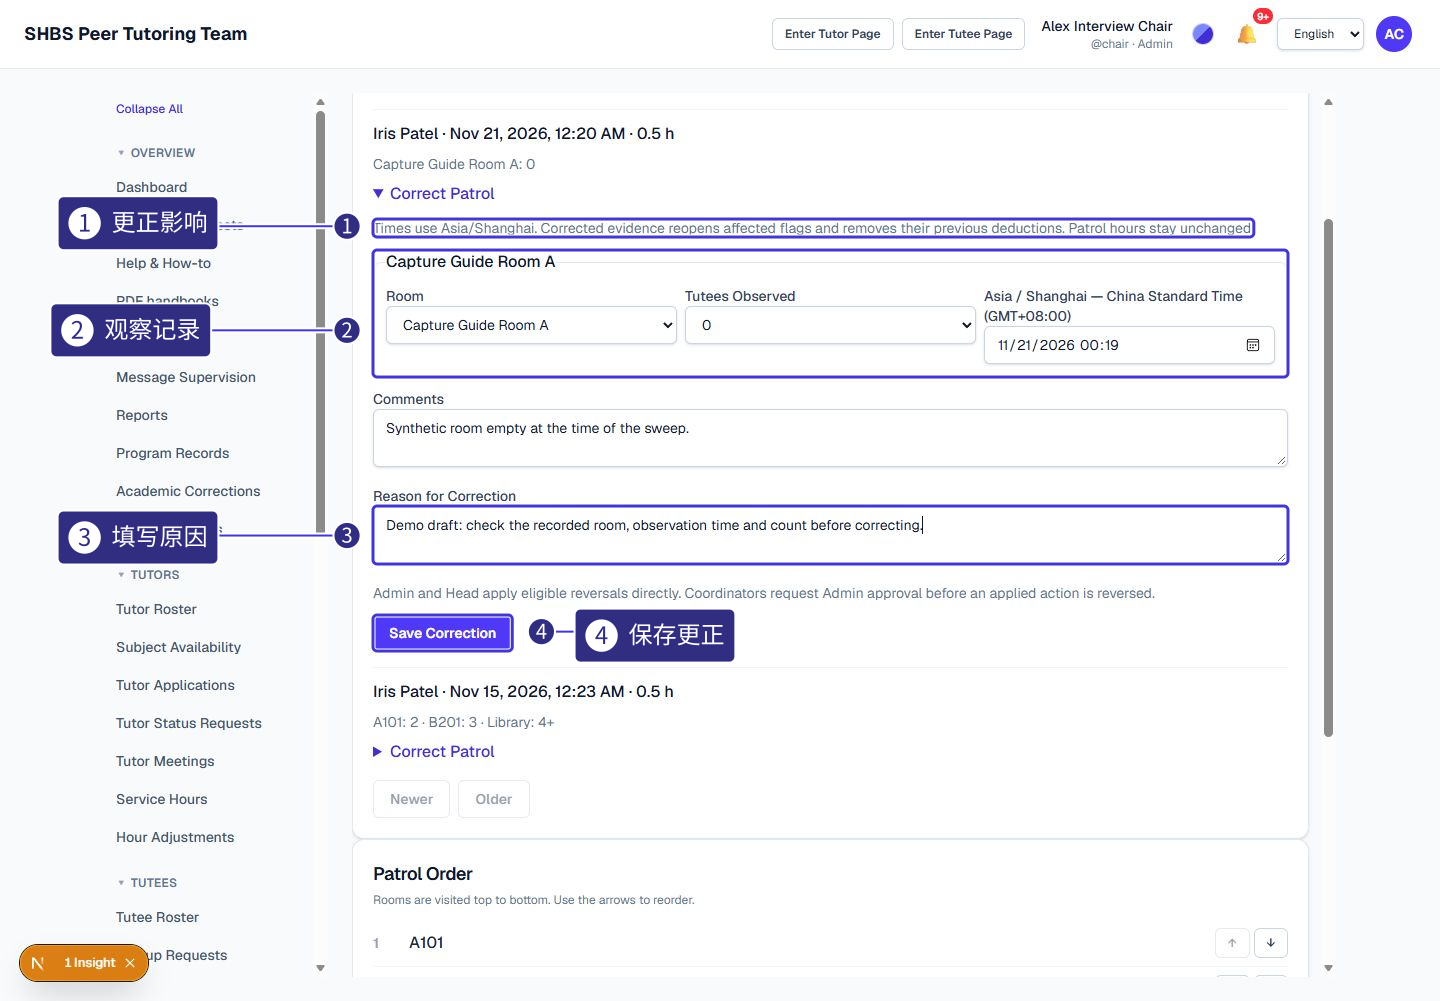 SHBS Peer Tutoring Team
Enter Tutor Page
Enter Tutee Page
Alex Interview Chair
@chair · Admin
9+
English
AC
Collapse All
OVERVIEW
Dashboard
Help & How-to
PDF handbooks
Message Supervision
Reports
Program Records
Academic Corrections
TUTORS
Tutor Roster
Subject Availability
Tutor Applications
Tutor Status Requests
Tutor Meetings
Service Hours
Hour Adjustments
TUTEES
Tutee Roster
up Requests
1 Insight
1 更正影响
2 观察记录
3 填写原因
Iris Patel · Nov 21, 2026, 12:20 AM · 0.5 h
Capture Guide Room A: 0
Correct Patrol
1
Times use Asia/Shanghai. Corrected evidence reopens affected flags and removes their previous deductions. Patrol hours stay unchanged
2
Capture Guide Room A
Room
Capture Guide Room A
Tutees Observed
0
Asia / Shanghai — China Standard Time
(GMT+08:00)
11/21/2026 00:19
Comments
Synthetic room empty at the time of the sweep.
Reason for Correction
3
Demo draft: check the recorded room, observation time and count before correcting.
Admin and Head apply eligible reversals directly. Coordinators request Admin approval before an applied action is reversed.
Save Correction
4
4 保存更正
Iris Patel · Nov 15, 2026, 12:23 AM · 0.5 h
A101: 2 · B201: 3 · Library: 4+
Correct Patrol
Newer
Older
Patrol Order
Rooms are visited top to bottom. Use the arrows to reorder.
1 A101